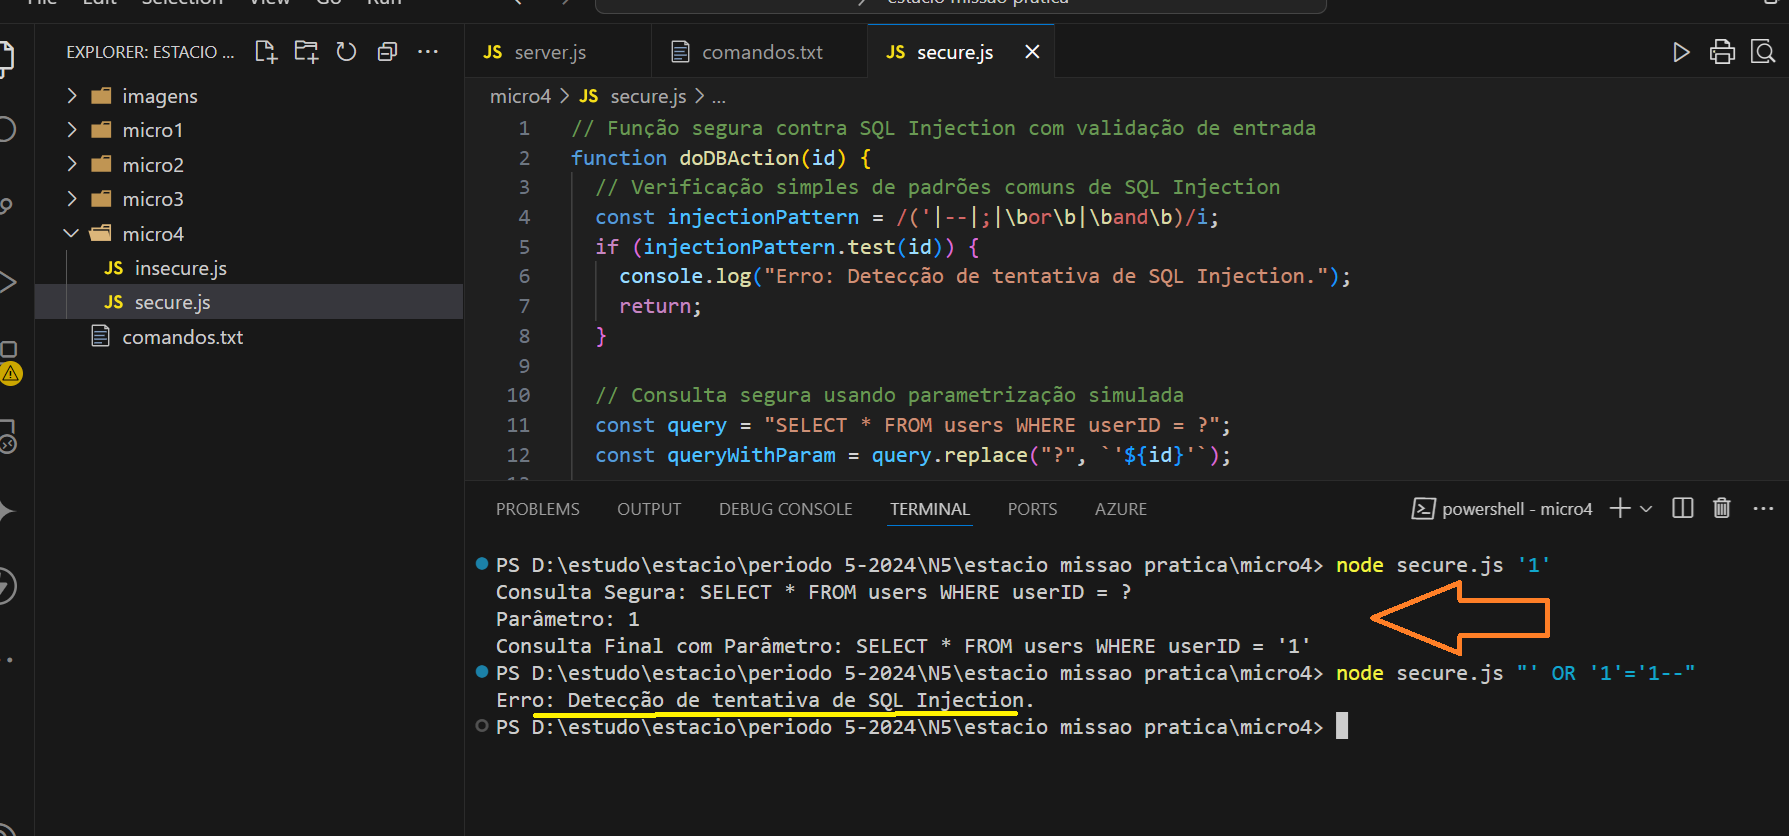 File Edit Selection View Go Run
estacio missao pratica
EXPLORER: ESTACIO ...
imagens
micro1
micro2
micro3
micro4
JS insecure.js
JS secure.js
comandos.txt
JS server.js
comandos.txt
JS secure.js
micro4 > JS secure.js > ...
1 // Função segura contra SQL Injection com validação de entrada
2 function doDBAction(id) {
3 // Verificação simples de padrões comuns de SQL Injection
4 const injectionPattern = /('|--|;|\bor\b|\band\b)/i;
5 if (injectionPattern.test(id)) {
6 console.log("Erro: Detecção de tentativa de SQL Injection.");
7 return;
8 }
9
10 // Consulta segura usando parametrização simulada
11 const query = "SELECT * FROM users WHERE userID = ?";
12 const queryWithParam = query.replace("?", `'${id}'`);
PROBLEMS OUTPUT DEBUG CONSOLE TERMINAL PORTS AZURE
powershell - micro4
PS D:\estudo\estacio\periodo 5-2024\N5\estacio missao pratica\micro4> node secure.js '1'
Consulta Segura: SELECT * FROM users WHERE userID = ?
Parâmetro: 1
Consulta Final com Parâmetro: SELECT * FROM users WHERE userID = '1'
PS D:\estudo\estacio\periodo 5-2024\N5\estacio missao pratica\micro4> node secure.js "' OR '1'='1--"
Erro: Detecção de tentativa de SQL Injection.
PS D:\estudo\estacio\periodo 5-2024\N5\estacio missao pratica\micro4>